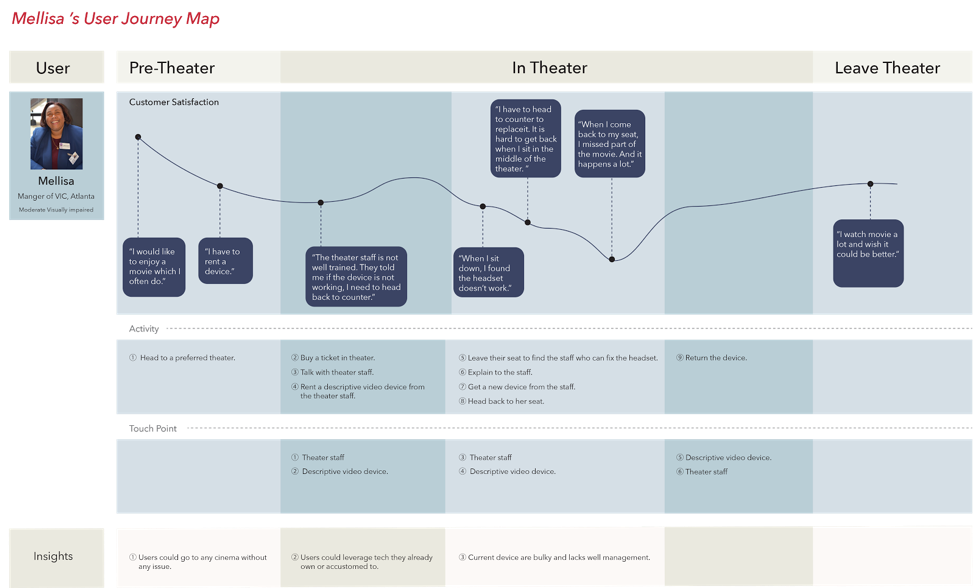 Mellisa ‘s User Journey Map
User
Pre-Theater
In Theater
Leave Theater
Mellisa
Manger of VIC, Atlanta
Moderate Visually impaired
Customer Satisfaction
“I would like
to enjoy a
movie which I
often do.”
“I have to
rent a
device.”
“The theater staff is not
well trained. They told
me if the device is not
working, I need to head
back to counter.”
“When I sit
down, I found
the headset
doesn’t work.”
“I have to head
to counter to
replaceit. It is
hard to get back
when I sit in the
middle of the
theater. ”
“When I come
back to my seat,
I missed part of
the movie. And it
happens a lot.”
“I watch movie a
lot and wish it
could be better.”
Activity
① Head to a preferred theater.
② Buy a ticket in theater.
③ Talk with theater staff.
④ Rent a descriptive video device from
the theater staff.
⑤ Leave their seat to find the staff who can fix the headset.
⑥ Explain to the staff.
⑦ Get a new device from the staff.
⑧ Head back to her seat.
⑨ Return the device.
Touch Point
① Theater staff
② Descriptive video device.
③ Theater staff
④ Descriptive video device.
⑤ Descriptive video device.
⑥ Theater staff
Insights
① Users could go to any cinema without
any issue.
② Users could leverage tech they already
own or accustomed to.
③ Current device are bulky and lacks well management.